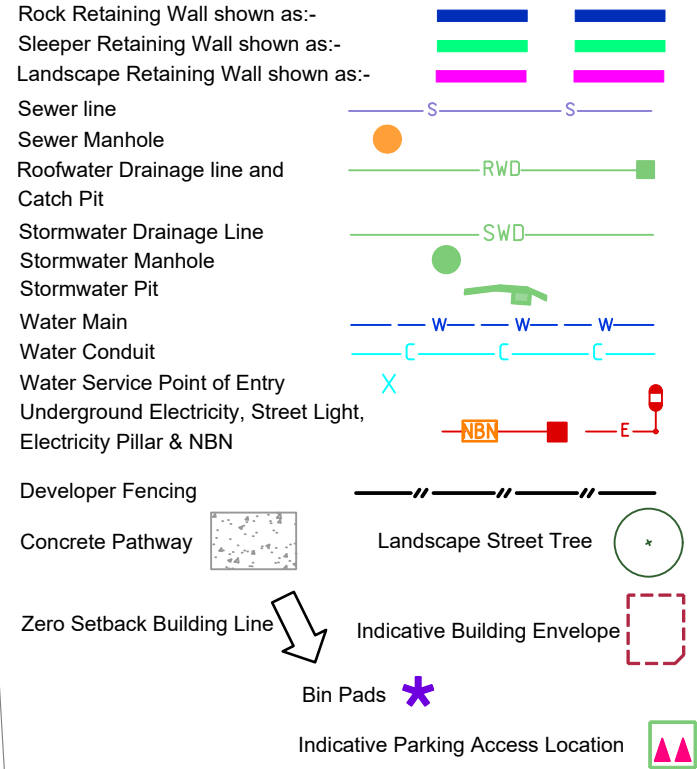 Rock Retaining Wall shown as:-
Sleeper Retaining Wall shown as:-
Landscape Retaining Wall shown as:-
Sewer line S S
Sewer Manhole
Roofwater Drainage line and RWD
Catch Pit
Stormwater Drainage Line SWD
Stormwater Manhole
Stormwater Pit
Water Main W W W
Water Conduit C C C
Water Service Point of Entry X
Underground Electricity, Street Light,
Electricity Pillar & NBN NBN E
Developer Fencing
Concrete Pathway Landscape Street Tree
Zero Setback Building Line Indicative Building Envelope
Bin Pads
Indicative Parking Access Location